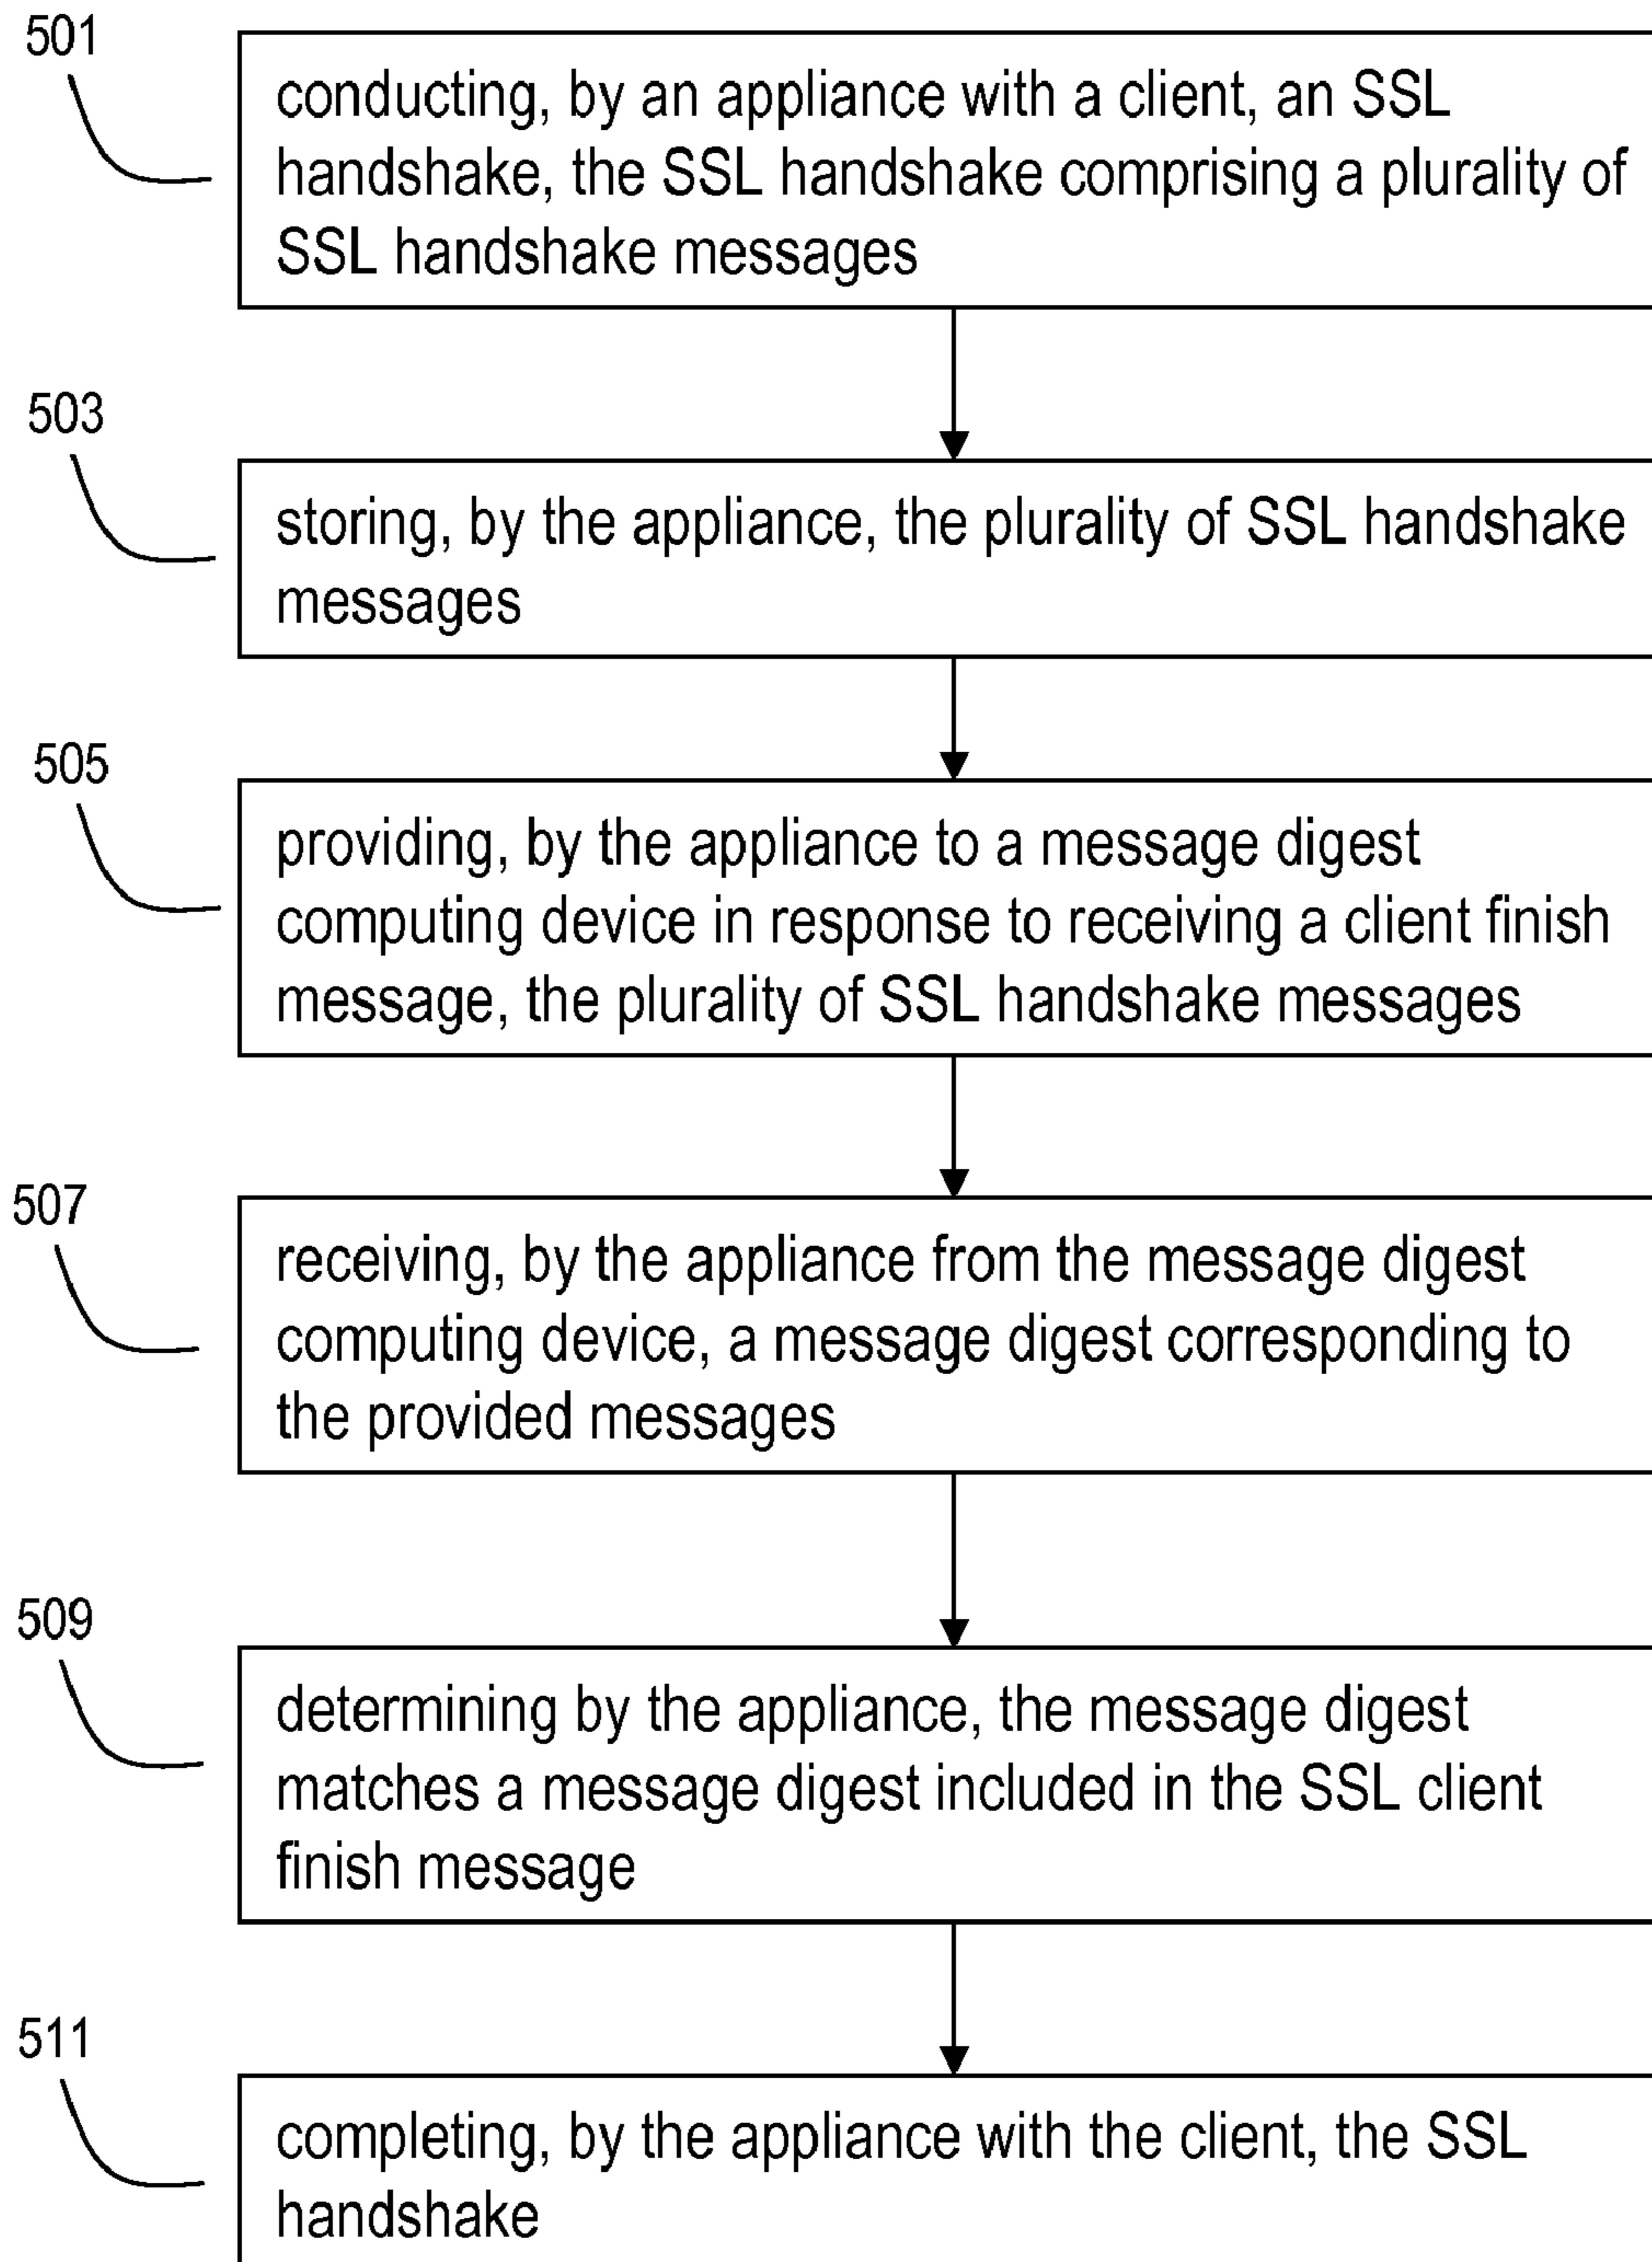 501
conducting, by an appliance with a client, an SSL
handshake, the SSL handshake comprising a plurality of
SSL handshake messages
503
storing, by the appliance, the plurality of SSL handshake
messages
505
providing, by the appliance to a message digest
computing device in response to receiving a client finish
message, the plurality of SSL handshake messages
507
receiving, by the appliance from the message digest
computing device, a message digest corresponding to
the provided messages
509
determining by the appliance, the message digest
matches a message digest included in the SSL client
finish message
511
completing, by the appliance with the client, the SSL
handshake